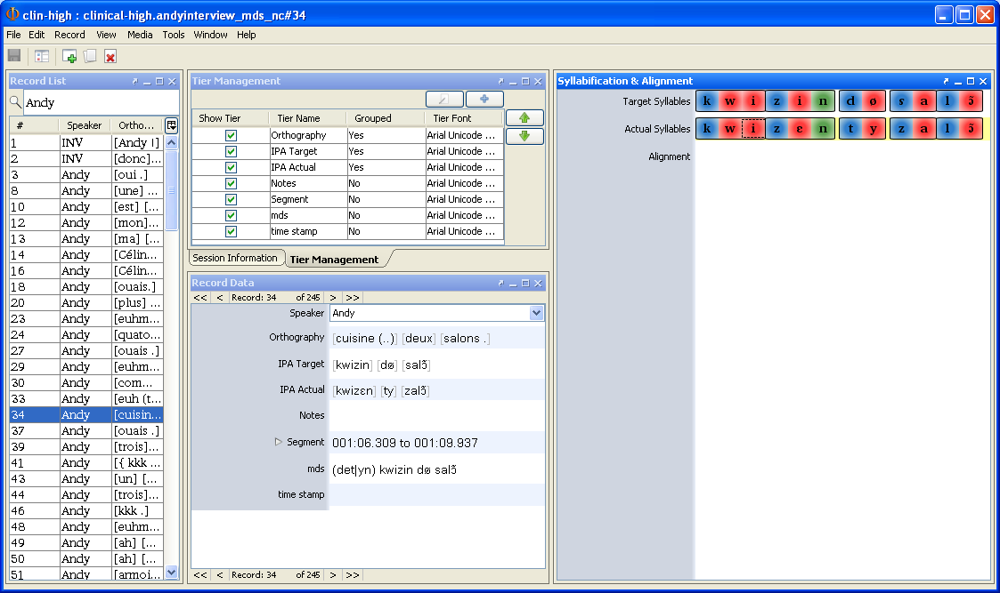 clin-high : clinical-high.andyinterview_mds_nc#34
File Edit Record View Media Tools Window Help
Record List
Andy
# Speaker Ortho...
1 INV [Andy !]
2 INV [donc]...
3 Andy [oui .]
8 Andy [une] ...
10 Andy [est] [...
12 Andy [mon]...
13 Andy [ma] [...
14 Andy [Célin...
16 Andy [Célin...
18 Andy [ouais.]
20 Andy [plus] ...
23 Andy [euhm...
24 Andy [quato...
27 Andy [ouais .]
29 Andy [euhm...
30 Andy [com...
33 Andy [euh (t...
34 Andy [cuisin...
37 Andy [ouais .]
39 Andy [trois]...
41 Andy [{ kkk ...
43 Andy [un] [...
44 Andy [trois]...
46 Andy [kkk .]
48 Andy [euhm...
49 Andy [ah] [...
50 Andy [ah] [...
51 Andy [armoi...
Tier Management
Show Tier Tier Name Grouped Tier Font
Orthography Yes Arial Unicode ...
IPA Target Yes Arial Unicode ...
IPA Actual Yes Arial Unicode ...
Notes No Arial Unicode ...
Segment No Arial Unicode ...
mds No Arial Unicode ...
time stamp No Arial Unicode ...
Session Information Tier Management
Record Data
<< < Record: 34 of 245 > >>
Speaker Andy
Orthography [cuisine (..)] [deux] [salons .]
IPA Target [kwizin] [dø] [salɔ̃]
IPA Actual [kwizɛn] [ty] [zalɔ̃]
Notes
Segment 001:06.309 to 001:09.937
mds (det|yn) kwizin dø salɔ̃
time stamp
<< < Record: 34 of 245 > >>
Syllabification & Alignment
Target Syllables k w i z i n d ø s a l ɔ̃
Actual Syllables k w i z ɛ n t y z a l ɔ̃
Alignment